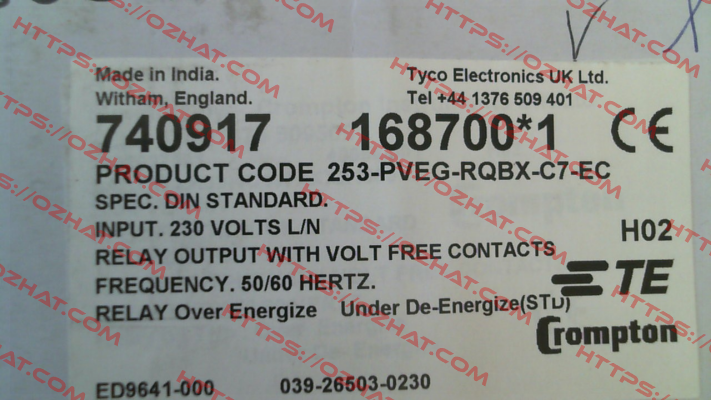 Made in India. Tyco Electronics UK Ltd.
Witham, England. Tel +44 1376 509 401
740917 168700*1 CE
PRODUCT CODE 253-PVEG-RQBX-C7-EC
SPEC. DIN STANDARD.
INPUT. 230 VOLTS L/N H02
RELAY OUTPUT WITH VOLT FREE CONTACTS
FREQUENCY. 50/60 HERTZ. TE
RELAY Over Energize Under De-Energize(STD)
Crompton
ED9641-000 039-26503-0230
HTTPS://OZHAT.COM